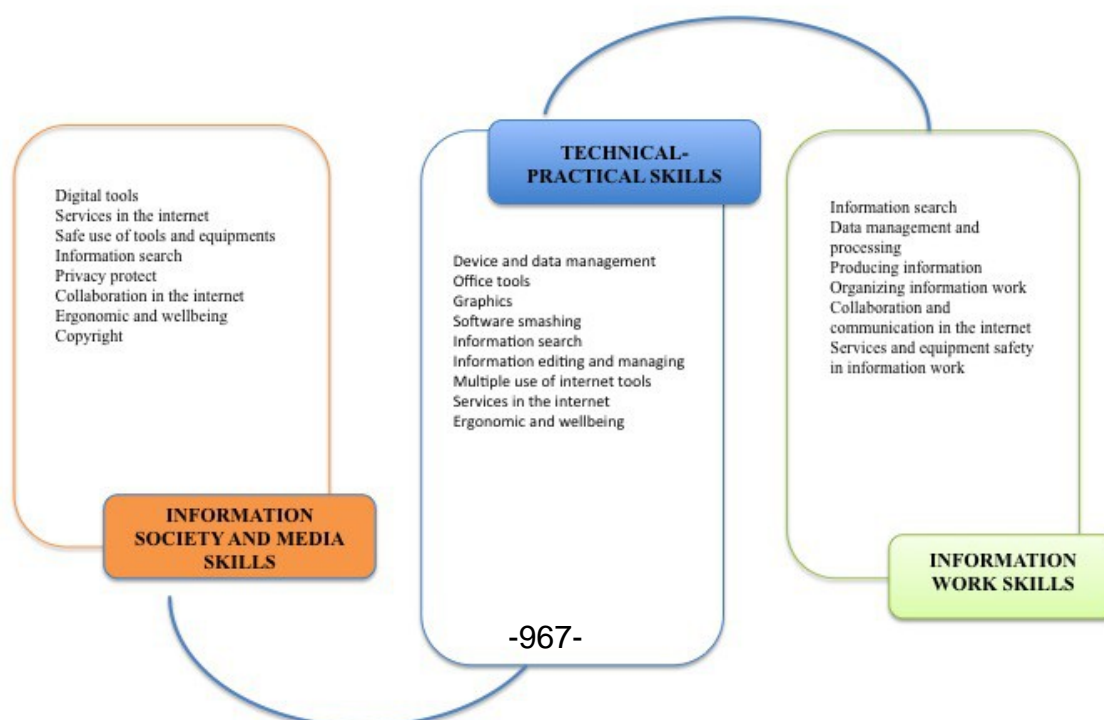 Digital tools
Services in the internet
Safe use of tools and equipments
Information search
Privacy protect
Collaboration in the internet
Ergonomic and wellbeing
Copyright
INFORMATION
SOCIETY AND MEDIA
SKILLS
TECHNICAL-
PRACTICAL SKILLS
Device and data management
Office tools
Graphics
Software smashing
Information search
Information editing and managing
Multiple use of internet tools
Services in the internet
Ergonomic and wellbeing
-967-
Information search
Data management and
processing
Producing information
Organizing information work
Collaboration and
communication in the internet
Services and equipment safety
in information work
INFORMATION
WORK SKILLS